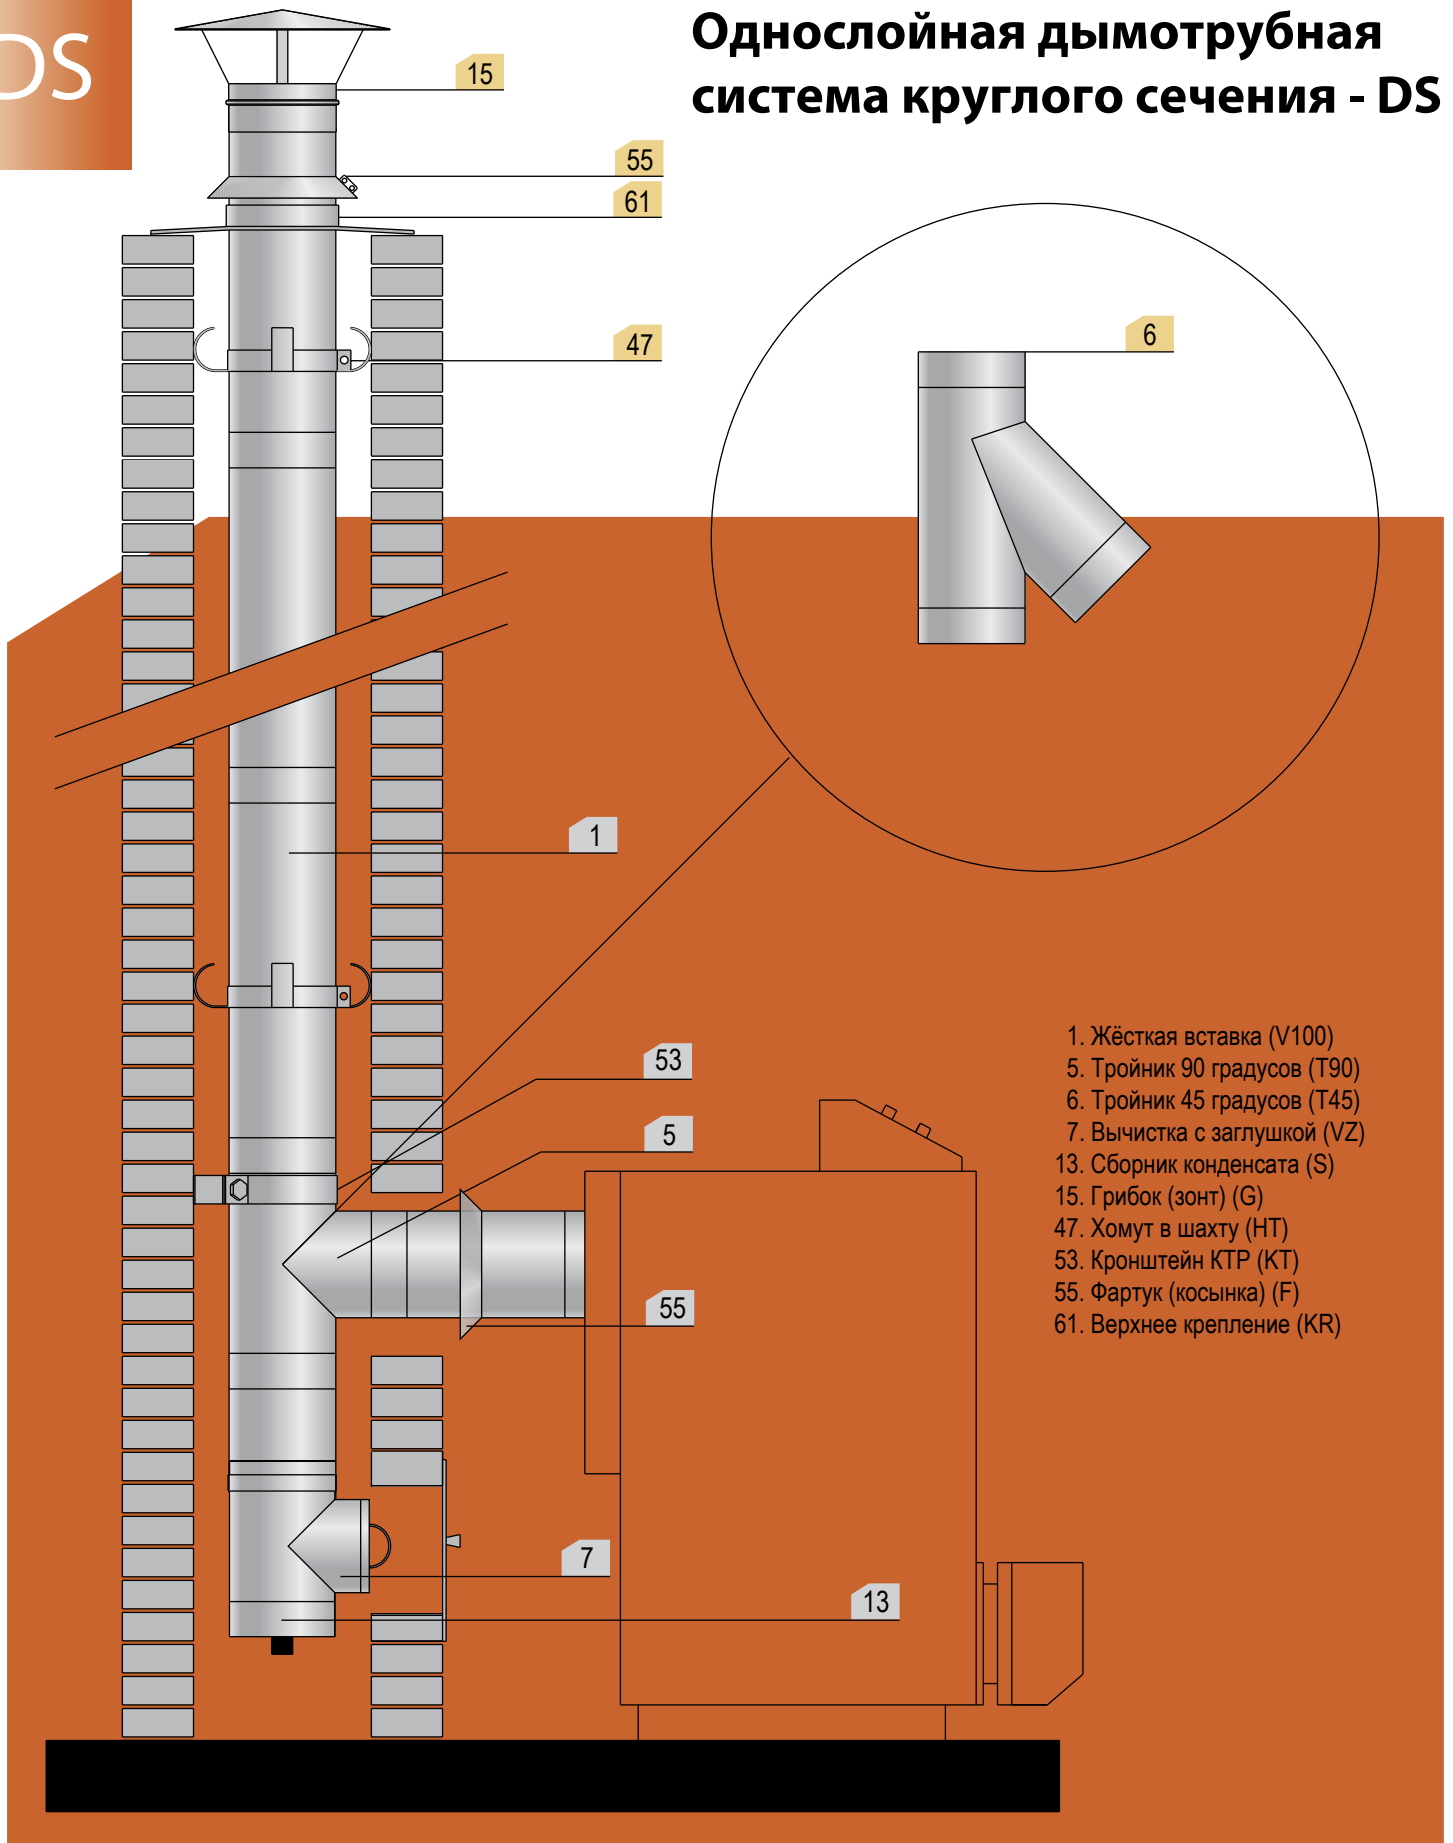 DS
Однослойная дымотрубная
система круглого сечения - DS
15
55
61
47
6
1
53
5
55
7
13
1. Жёсткая вставка (V100)
5. Тройник 90 градусов (T90)
6. Тройник 45 градусов (T45)
7. Вычистка с заглушкой (VZ)
13. Сборник конденсата (S)
15. Грибок (зонт) (G)
47. Хомут в шахту (HT)
53. Кронштейн КТР (KT)
55. Фартук (косынка) (F)
61. Верхнее крепление (KR)